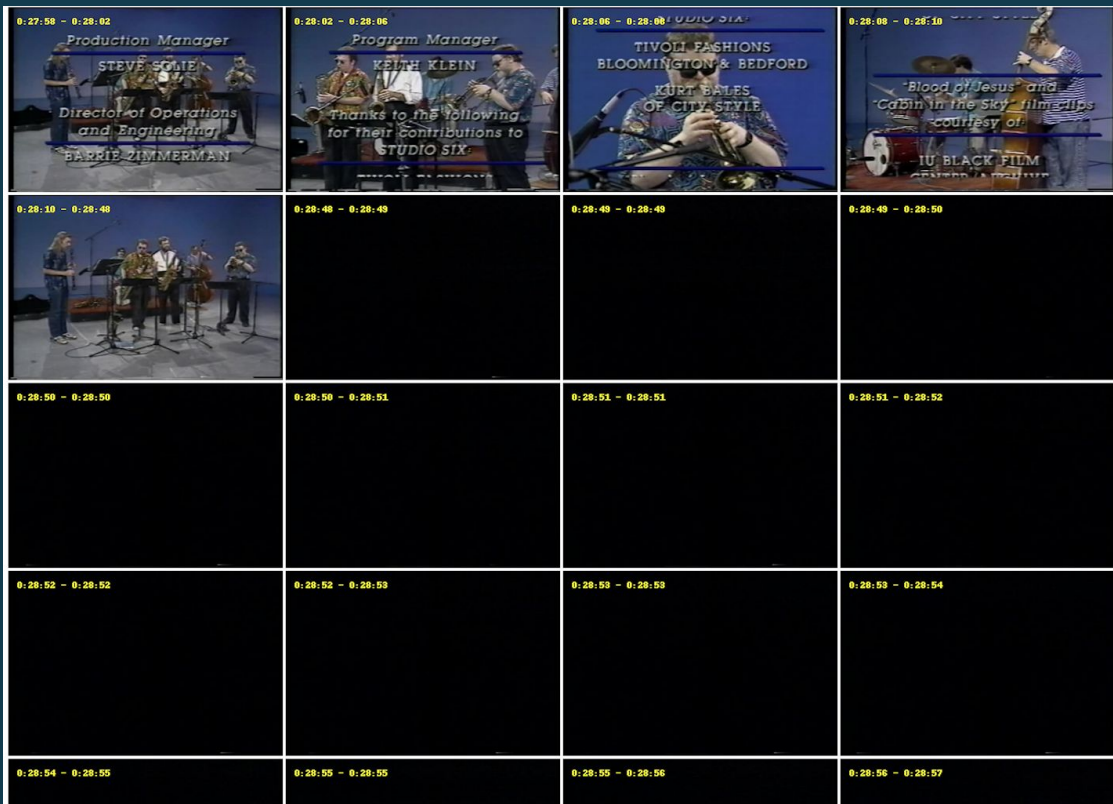 0:27:58 - 0:28:02
Production Manager
STEVE SOLIE
Director of Operations
and Engineering
BARRIE ZIMMERMAN
0:28:02 - 0:28:06
Program Manager
KEITH KLEIN
Thanks to the following
for their contributions to
STUDIO SIX:
TIVOLI FASHIONS
0:28:06 - 0:28:08
STUDIO SIX:
TIVOLI FASHIONS
BLOOMINGTON & BEDFORD
KURT BALES
OF CITY STYLE
0:28:08 - 0:28:10
CITY STYLE
"Blood of Jesus" and
"Cabin in the Sky" film clips
courtesy of:
IU BLACK FILM
CENTER/ARCHIVE
0:28:10 - 0:28:48
0:28:48 - 0:28:49
0:28:49 - 0:28:49
0:28:49 - 0:28:50
0:28:50 - 0:28:50
0:28:50 - 0:28:51
0:28:51 - 0:28:51
0:28:51 - 0:28:52
0:28:52 - 0:28:52
0:28:52 - 0:28:53
0:28:53 - 0:28:53
0:28:53 - 0:28:54
0:28:54 - 0:28:55
0:28:55 - 0:28:55
0:28:55 - 0:28:56
0:28:56 - 0:28:57